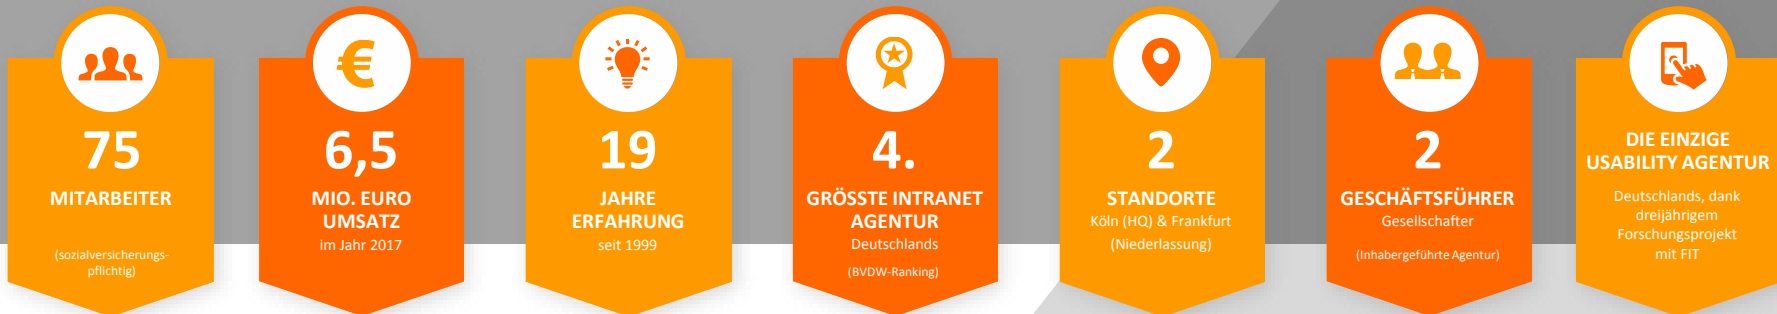 75
MITARBEITER
(sozialversicherungs-
pflichtig)
6,5
MIO. EURO
UMSATZ
im Jahr 2017
19
JAHRE
ERFAHRUNG
seit 1999
4.
GRÖSSTE INTRANET
AGENTUR
Deutschlands
(BVDW-Ranking)
2
STANDORTE
Köln (HQ) & Frankfurt
(Niederlassung)
2
GESCHÄFTSFÜHRER
Gesellschafter
(Inhabergeführte Agentur)
DIE EINZIGE
USABILITY AGENTUR
Deutschlands, dank
dreijährigem
Forschungsprojekt
mit FIT